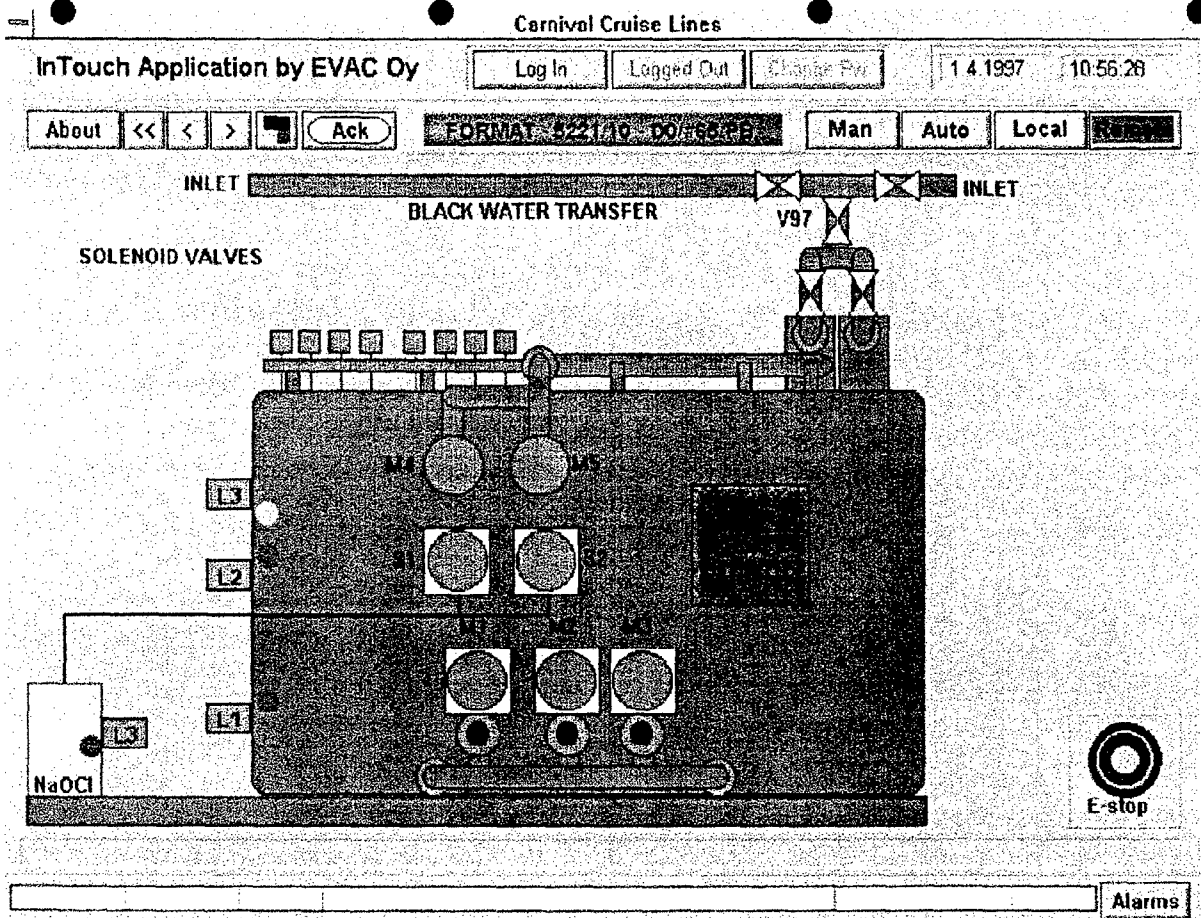 Carnival Cruise Lines
InTouch Application by EVAC Oy
Log In
Logged Out
Change Pw
1.4.1997
10:56:28
About << < >
Ack
Man
Auto
Local
INLET
INLET
BLACK WATER TRANSFER
V97
SOLENOID VALVES
M4
M5
L3
S1
S2
L2
M1
M2
M3
L1
L3
NaOCl
E-stop
Alarms